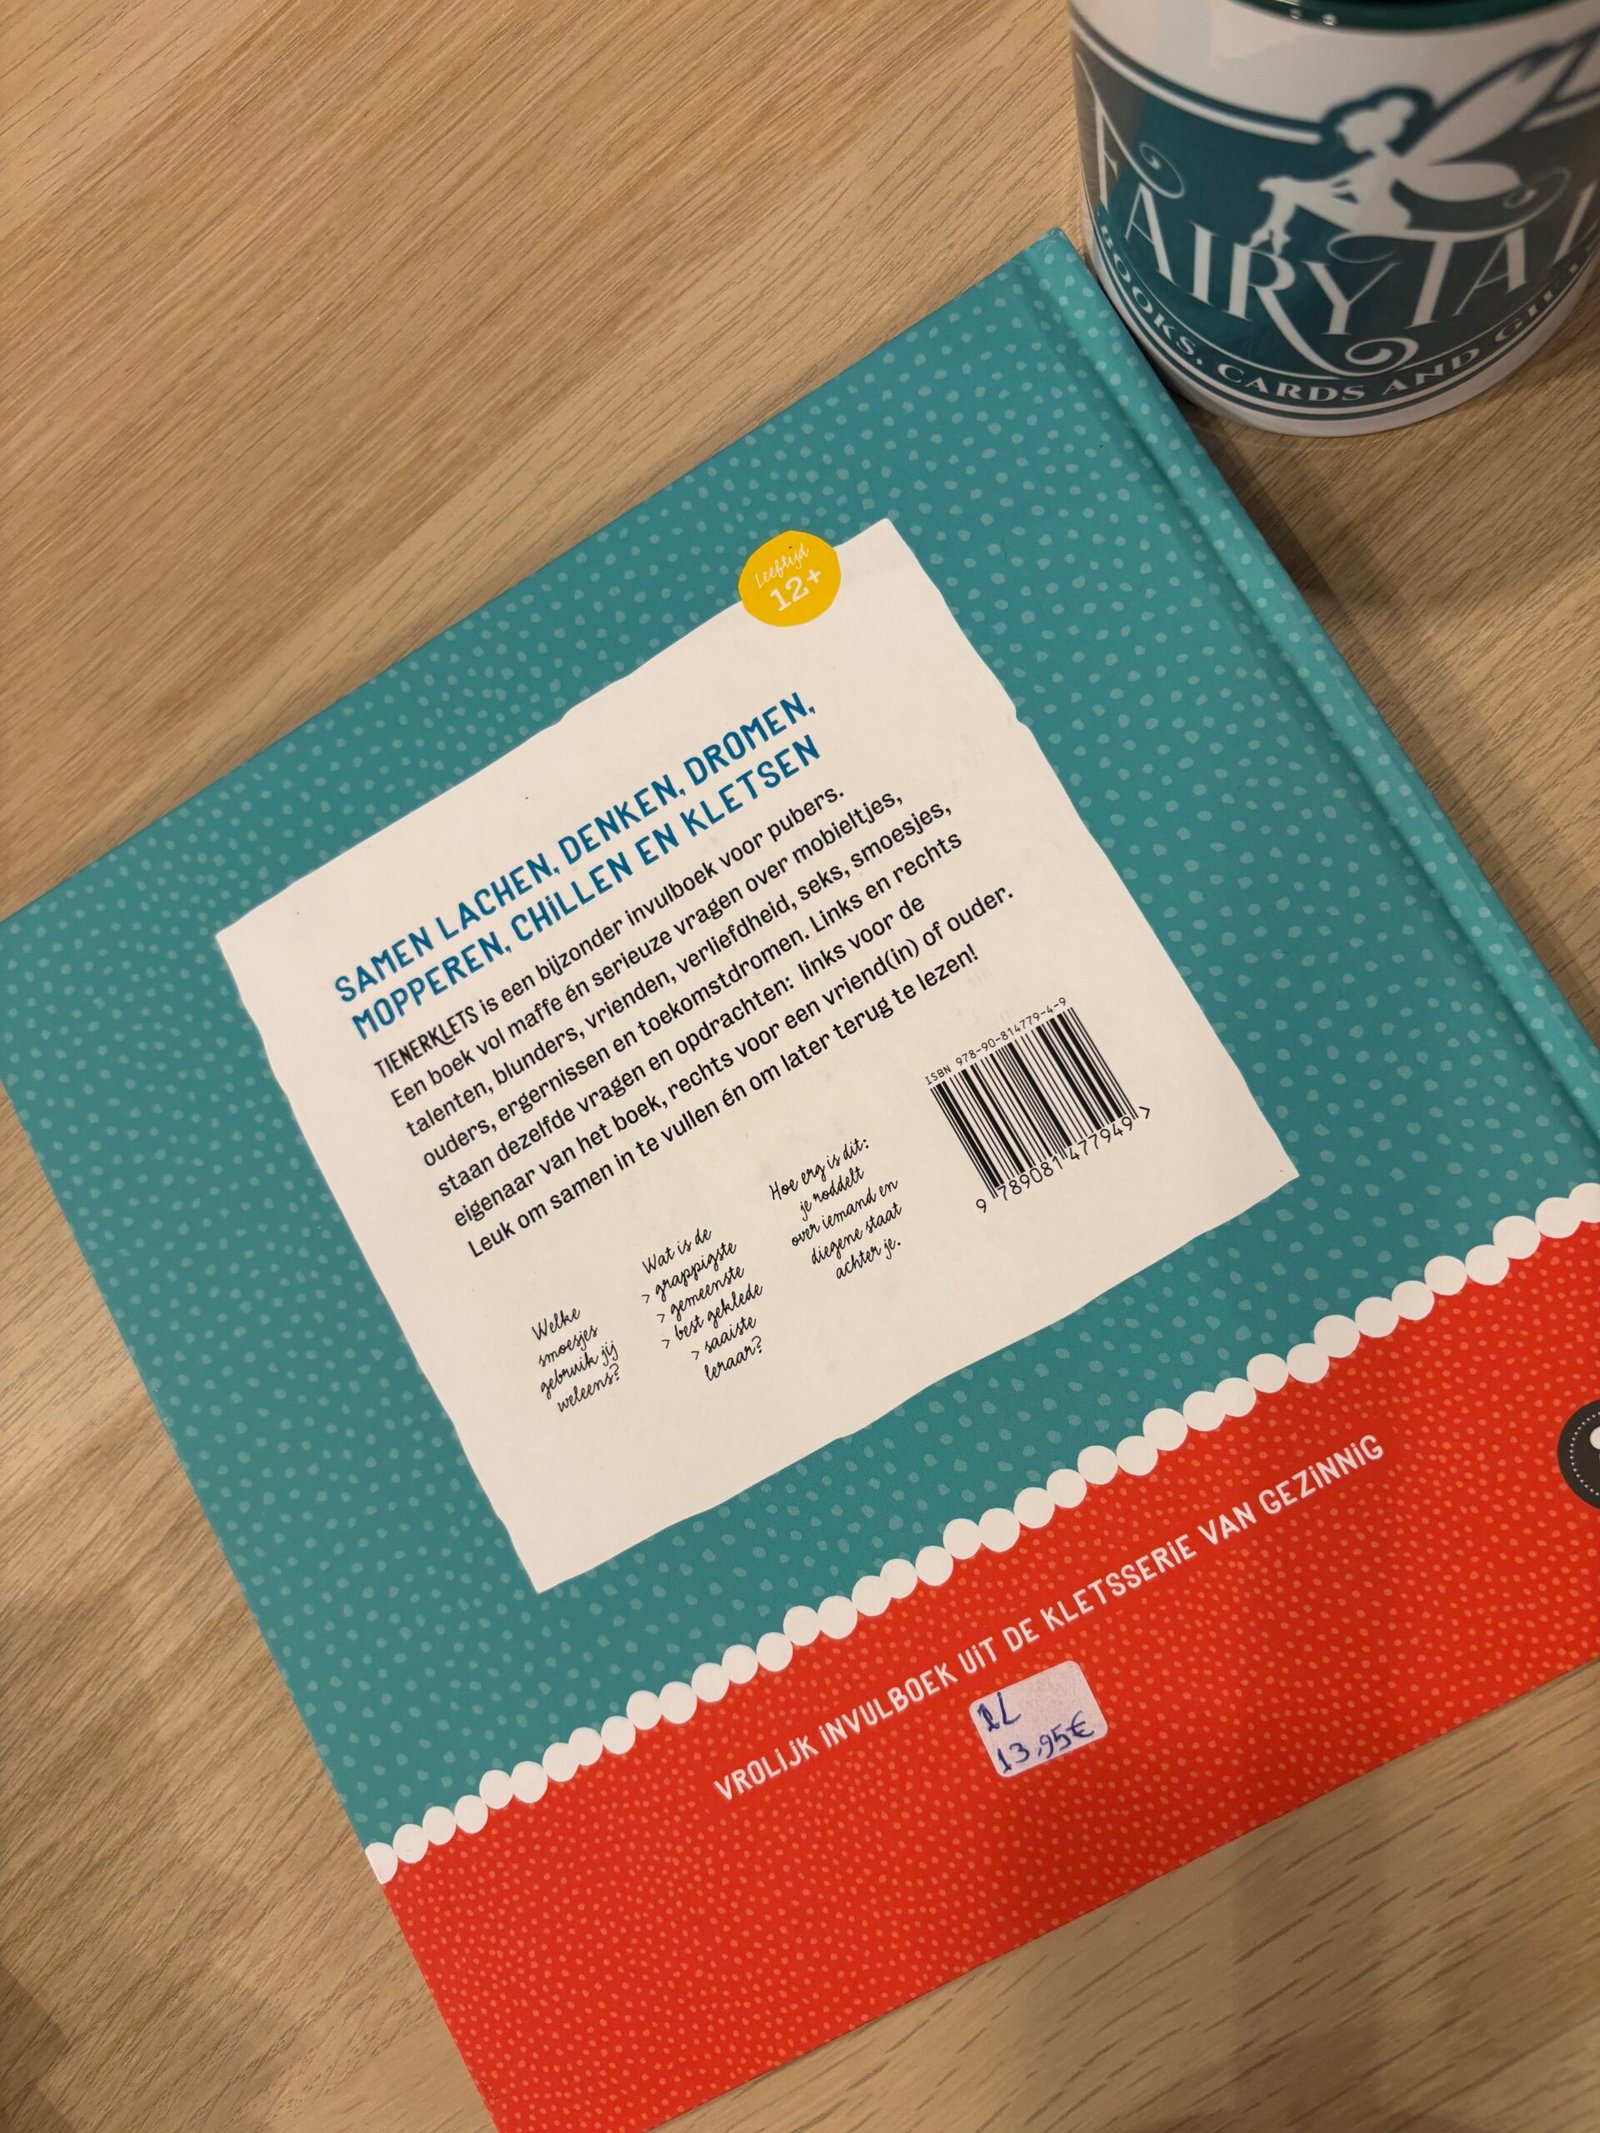 FAIRYTA
BOOKS, CARDS AND
Leeftijd
12+
SAMEN LACHEN, DENKEN, DROMEN,
MOPPEREN, CHiLLEN EN KLETSEN
TIENERKLETS is een bijzonder invulboek voor pubers.
Een boek vol maffe én serieuze vragen over mobieltjes,
talenten, blunders, vrienden, verliefdheid, seks, smoesjes,
ouders, ergernissen en toekomstdromen. Links en rechts
staan dezelfde vragen en opdrachten: links voor de
eigenaar van het boek, rechts voor een vriend(in) of ouder.
Leuk om samen in te vullen én om later terug te lezen!
Welke
smoesjes
gebruik jij
weleens?
Wat is de
> grappigste
> gemeenste
> best geklede
> saaiste
leraar?
Hoe erg is dit:
je roddelt
over iemand en
diegene staat
achter je.
ISBN 978-90-814779-4-9
9 789081 477949 >
VROLiJK iNVULBOEK UiT DE KLETSSERiE VAN GEZiNNiG
1L
13,95€